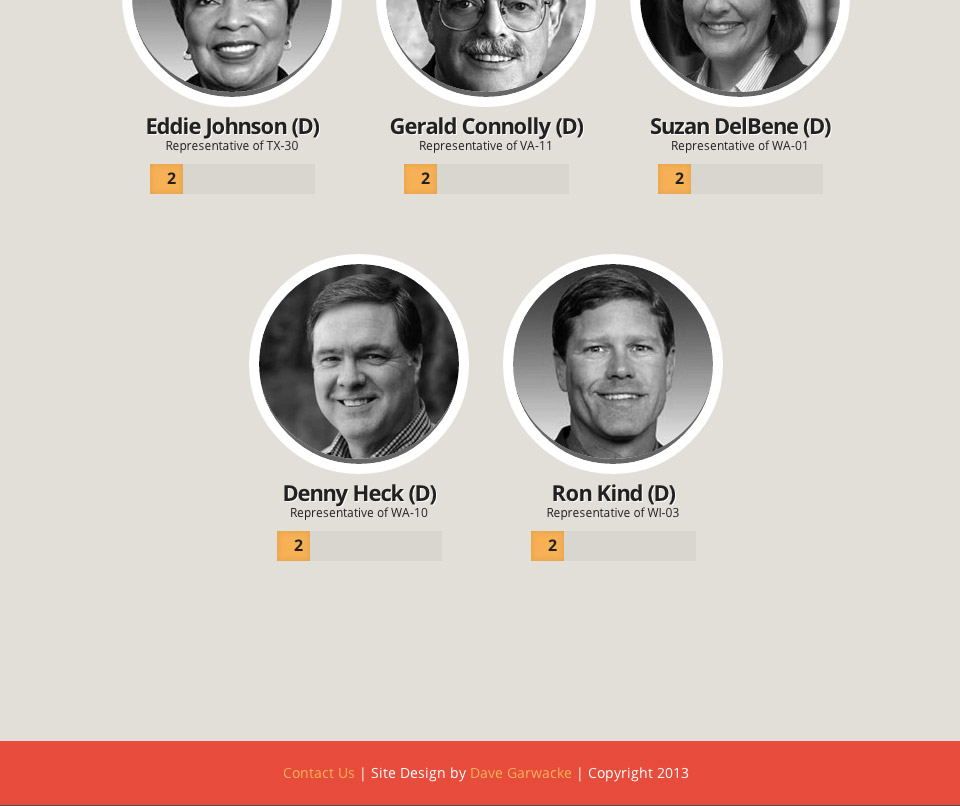 Eddie Johnson (D) Gerald Connolly (D) Suzan DelBene (D)
Representative of TX-30 Representative of VA-11 Representative of WA-01
2 2 2
Denny Heck (D) Ron Kind (D)
Representative of WA-10 Representative of WI-03
2 2
Contact Us | Site Design by Dave Garwacke | Copyright 2013